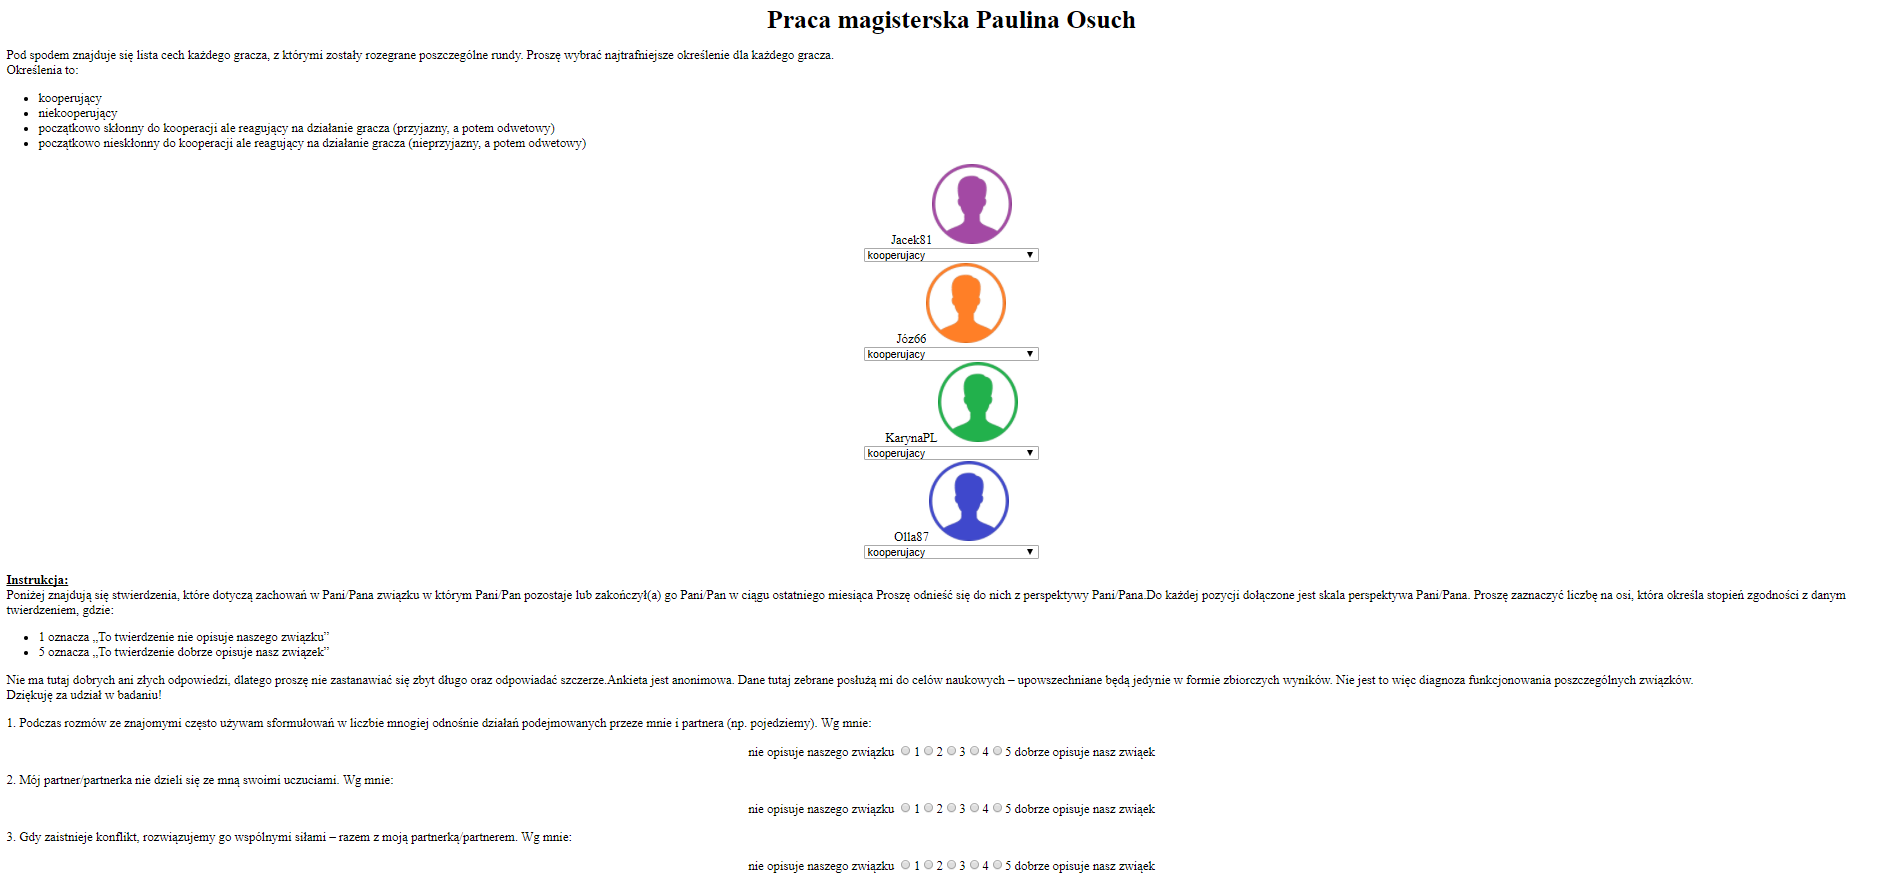 Praca magisterska Paulina Osuch
Pod spodem znajduje się lista cech każdego gracza, z którymi zostały rozegrane poszczególne rundy. Proszę wybrać najtrafniejsze określenie dla każdego gracza.
Określenia to:
kooperujący
niekooperujący
początkowo skłonny do kooperacji ale reagujący na działanie gracza (przyjazny, a potem odwetowy)
początkowo nieskłonny do kooperacji ale reagujący na działanie gracza (nieprzyjazny, a potem odwetowy)
Jacek81
kooperujacy
Józ66
kooperujacy
KarynaPL
kooperujacy
Olla87
kooperujacy
Instrukcja:
Poniżej znajdują się stwierdzenia, które dotyczą zachowań w Pani/Pana związku w którym Pani/Pan pozostaje lub zakończył(a) go Pani/Pan w ciągu ostatniego miesiąca Proszę odnieść się do nich z perspektywy Pani/Pana.Do każdej pozycji dołączone jest skala perspektywa Pani/Pana. Proszę zaznaczyć liczbę na osi, która określa stopień zgodności z danym
twierdzeniem, gdzie:
1 oznacza „To twierdzenie nie opisuje naszego związku”
5 oznacza „To twierdzenie dobrze opisuje nasz związek”
Nie ma tutaj dobrych ani złych odpowiedzi, dlatego proszę nie zastanawiać się zbyt długo oraz odpowiadać szczerze.Ankieta jest anonimowa. Dane tutaj zebrane posłużą mi do celów naukowych – upowszechniane będą jedynie w formie zbiorczych wyników. Nie jest to więc diagnoza funkcjonowania poszczególnych związków.
Dziękuję za udział w badaniu!
1. Podczas rozmów ze znajomymi często używam sformułowań w liczbie mnogiej odnośnie działań podejmowanych przeze mnie i partnera (np. pojedziemy). Wg mnie:
nie opisuje naszego związku 1 2 3 4 5 dobrze opisuje nasz zwiąek
2. Mój partner/partnerka nie dzieli się ze mną swoimi uczuciami. Wg mnie:
nie opisuje naszego związku 1 2 3 4 5 dobrze opisuje nasz zwiąek
3. Gdy zaistnieje konflikt, rozwiązujemy go wspólnymi siłami – razem z moją partnerką/partnerem. Wg mnie:
nie opisuje naszego związku 1 2 3 4 5 dobrze opisuje nasz zwiąek